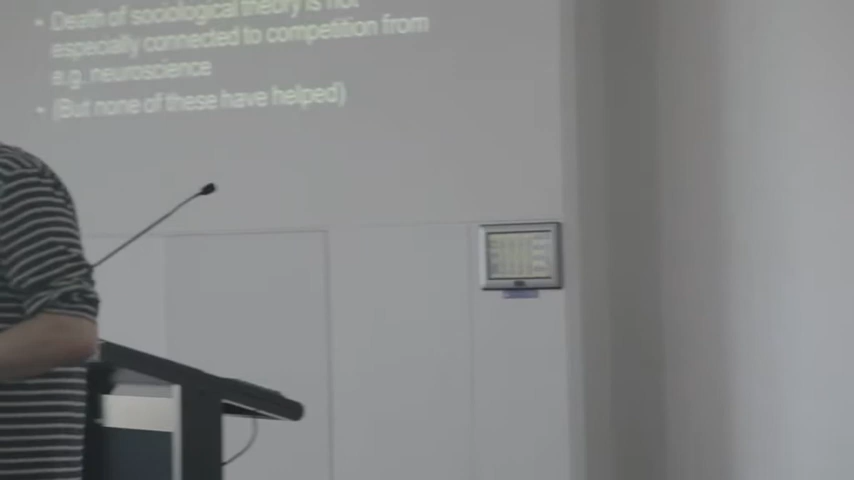 • Death of sociological theory is not
especially connected to competition from
e.g. neuroscience
• (But none of these have helped)